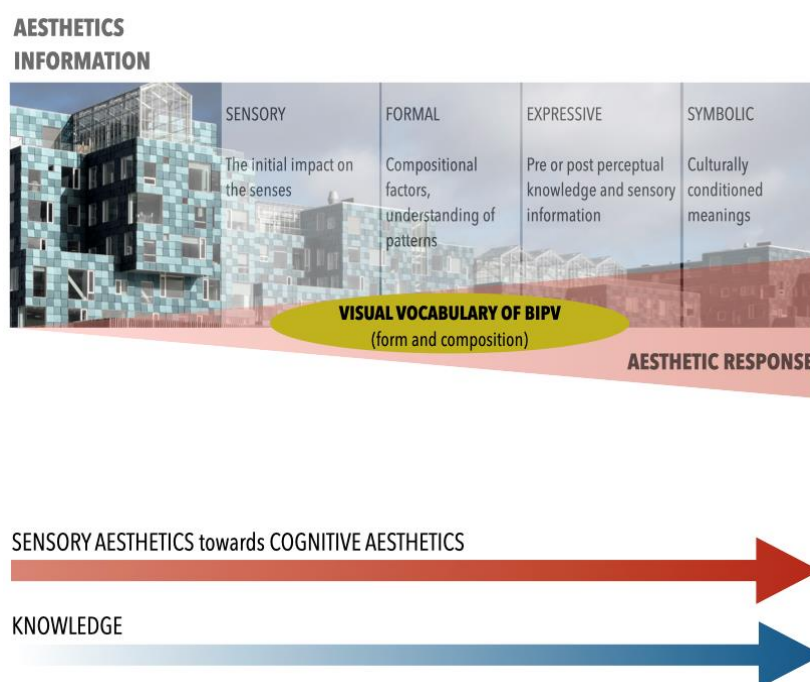 AESTHETICS
INFORMATION
SENSORY
The initial impact on
the senses
FORMAL
Compositional
factors,
understanding of
patterns
EXPRESSIVE
Pre or post perceptual
knowledge and sensory
information
SYMBOLIC
Culturally
conditioned
meanings
VISUAL VOCABULARY OF BIPV
(form and composition)
AESTHETIC RESPONSE
SENSORY AESTHETICS towards COGNITIVE AESTHETICS
KNOWLEDGE